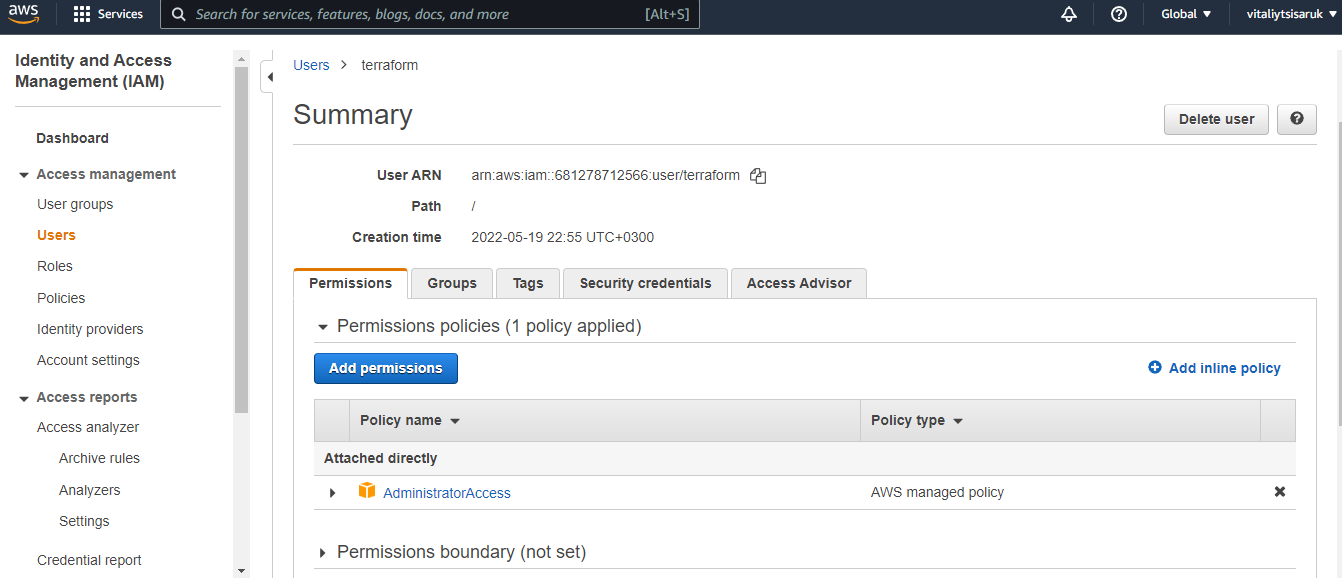 aws Services Search for services, features, blogs, docs, and more [Alt+S] Global vitaliytsisaruk
Identity and Access
Management (IAM)
Dashboard
Access management
User groups
Users
Roles
Policies
Identity providers
Account settings
Access reports
Access analyzer
Archive rules
Analyzers
Settings
Credential report
Users > terraform
Summary
Delete user
User ARN arn:aws:iam::681278712566:user/terraform
Path /
Creation time 2022-05-19 22:55 UTC+0300
Permissions Groups Tags Security credentials Access Advisor
Permissions policies (1 policy applied)
Add permissions Add inline policy
Policy name Policy type
Attached directly
AdministratorAccess AWS managed policy
Permissions boundary (not set)